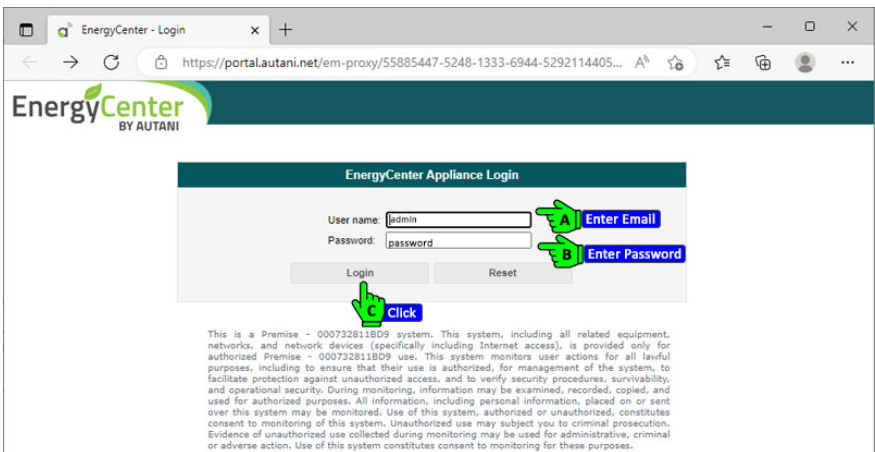 EnergyCenter - Login
https://portal.autani.net/em-proxy/55885447-5248-1333-6944-5292114405...
EnergyCenter
BY AUTANI
EnergyCenter Appliance Login
User name: admin
A Enter Email
Password: password
B Enter Password
Login Reset
C Click
This is a Premise - 000732811BD9 system. This system, including all related equipment,
networks, and network devices (specifically including Internet access), is provided only for
authorized Premise - 000732811BD9 use. This system monitors user actions for all lawful
purposes, including to ensure that their use is authorized, for management of the system, to
facilitate protection against unauthorized access, and to verify security procedures, survivability,
and operational security. During monitoring, information may be examined, recorded, copied, and
used for authorized purposes. All information, including personal information, placed on or sent
over this system may be monitored. Use of this system, authorized or unauthorized, constitutes
consent to monitoring of this system. Unauthorized use may subject you to criminal prosecution.
Evidence of unauthorized use collected during monitoring may be used for administrative, criminal
or adverse action. Use of this system constitutes consent to monitoring for these purposes.